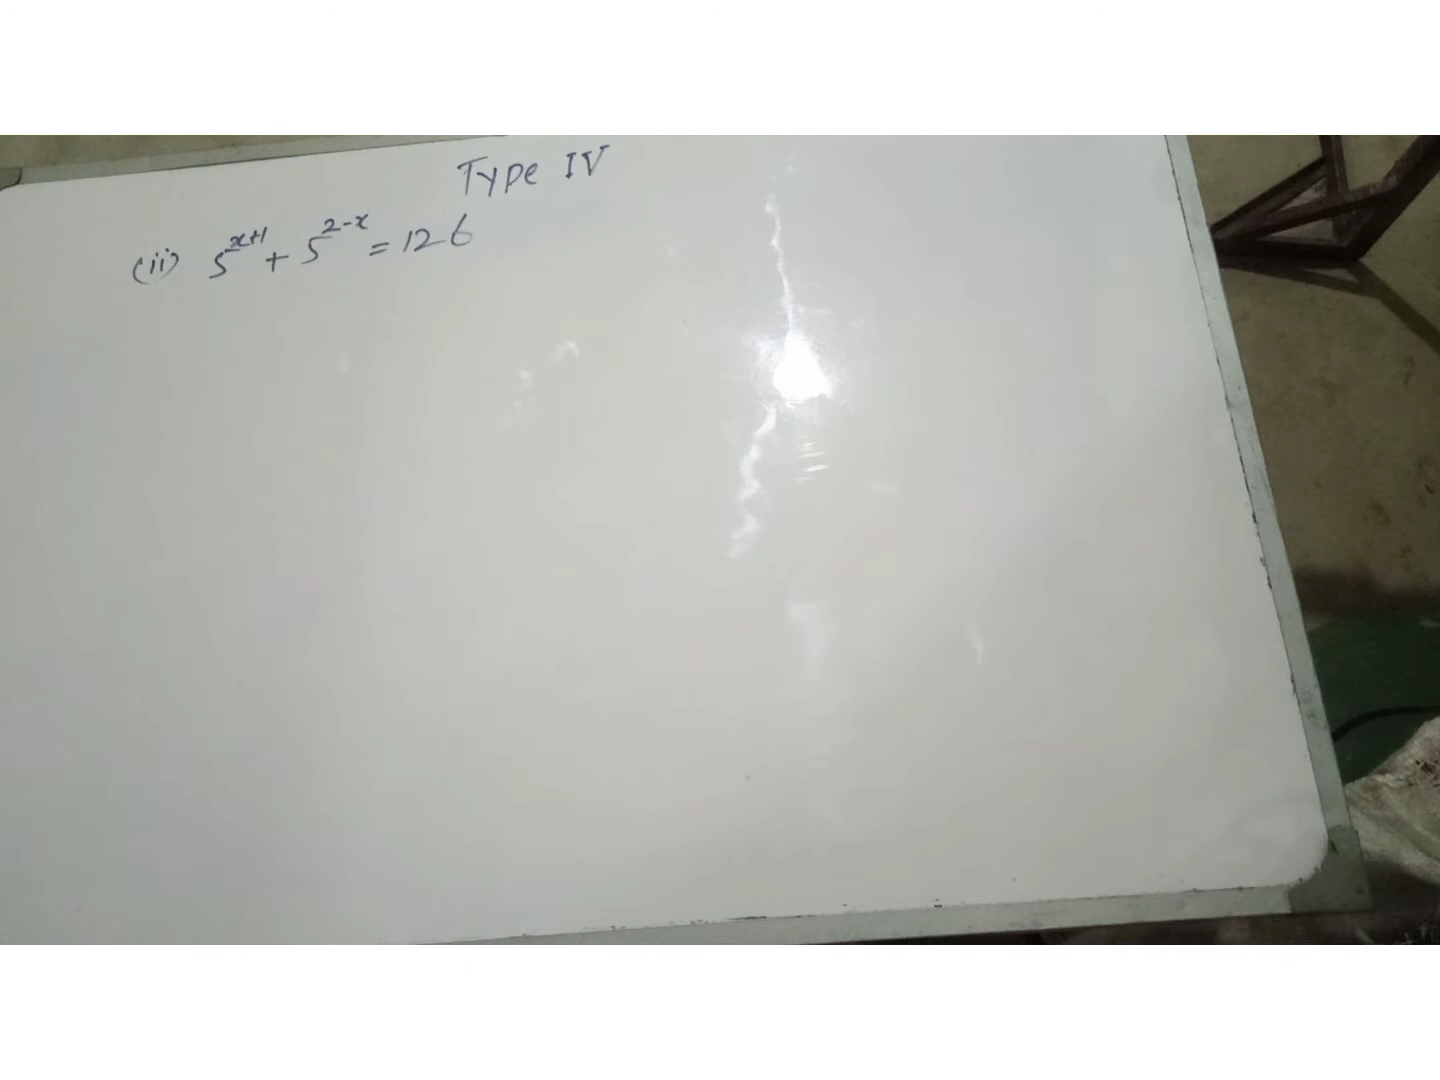 Type IV
(ii) 5^{x+1} + 5^{2-x} = 126